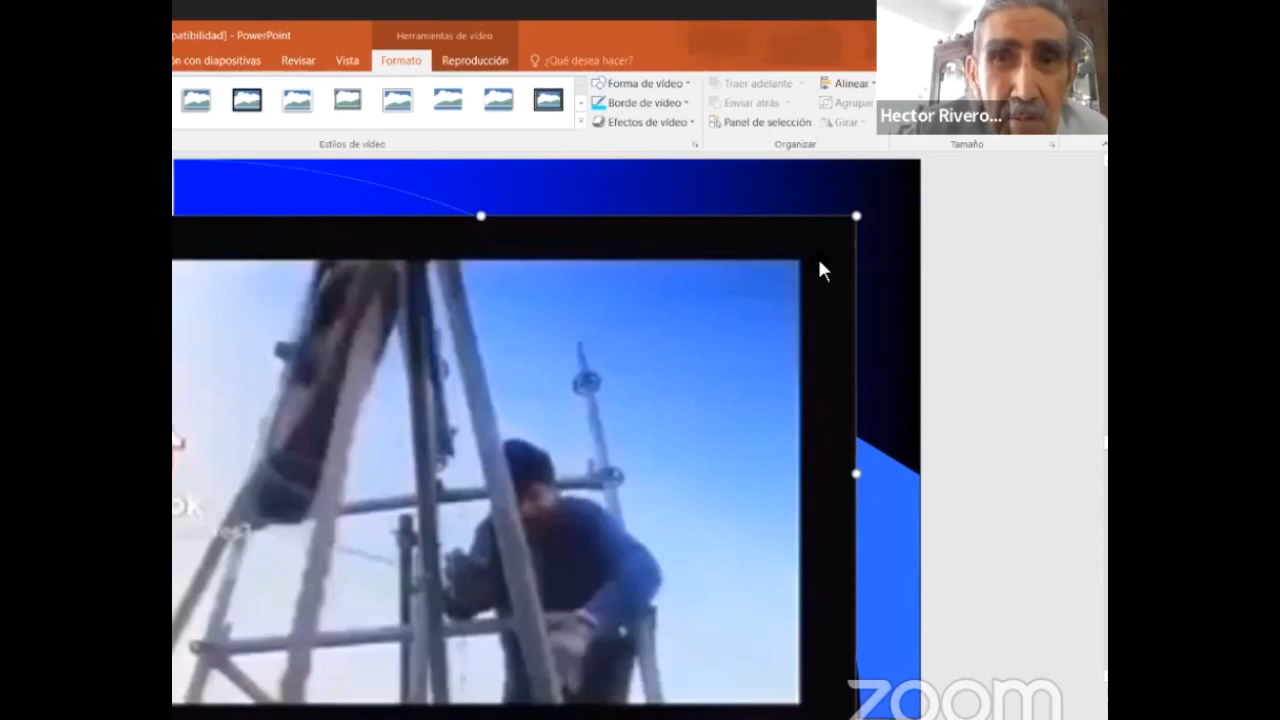 patibilidad] - PowerPoint
Herramientas de vídeo
ón con diapositivas Revisar Vista Formato Reproducción ¿Qué desea hacer?
Forma de vídeo
Borde de vídeo
Efectos de vídeo
Traer adelante
Enviar atrás
Panel de selección
Alinear
Agrupar
Girar
Estilos de vídeo
Organizar
Tamaño
Hector Rivero...
ok
zoom